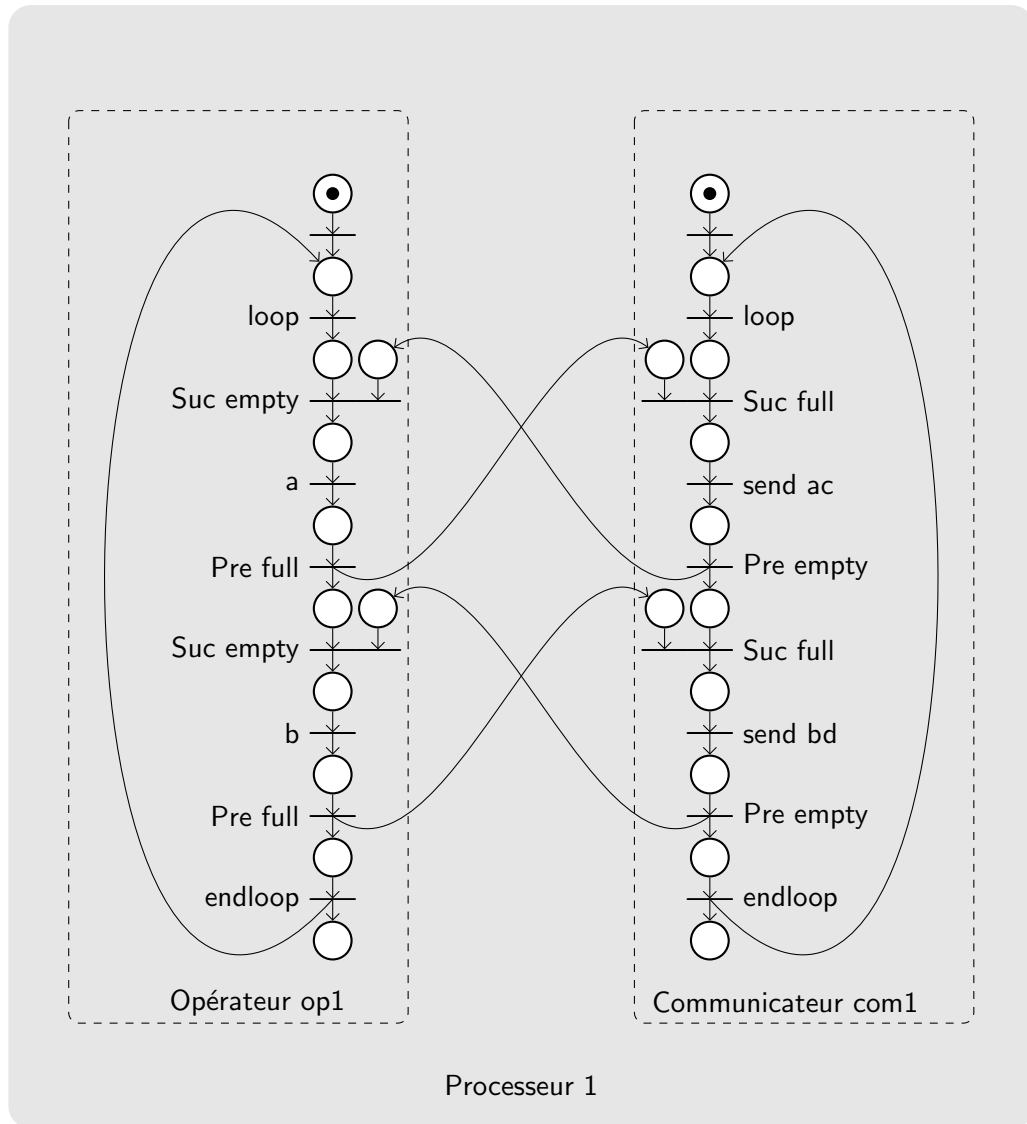 loop
Suc empty
a
Pre full
Suc empty
b
Pre full
endloop
Opérateur op1
loop
Suc full
send ac
Pre empty
Suc full
send bd
Pre empty
endloop
Communicateur com1
Processeur 1